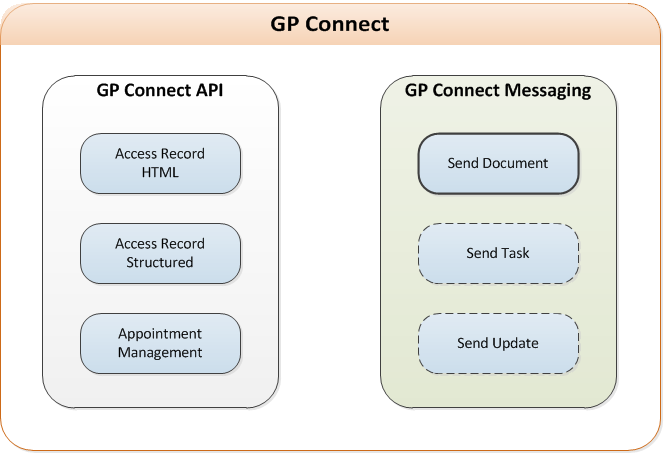 GP Connect
GP Connect API
Access Record
HTML
Access Record
Structured
Appointment
Management
GP Connect Messaging
Send Document
Send Task
Send Update